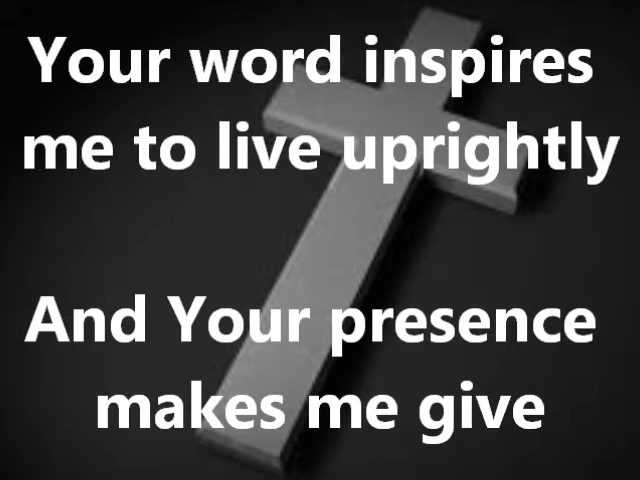 Your word inspires
me to live uprightly
And Your presence
makes me give